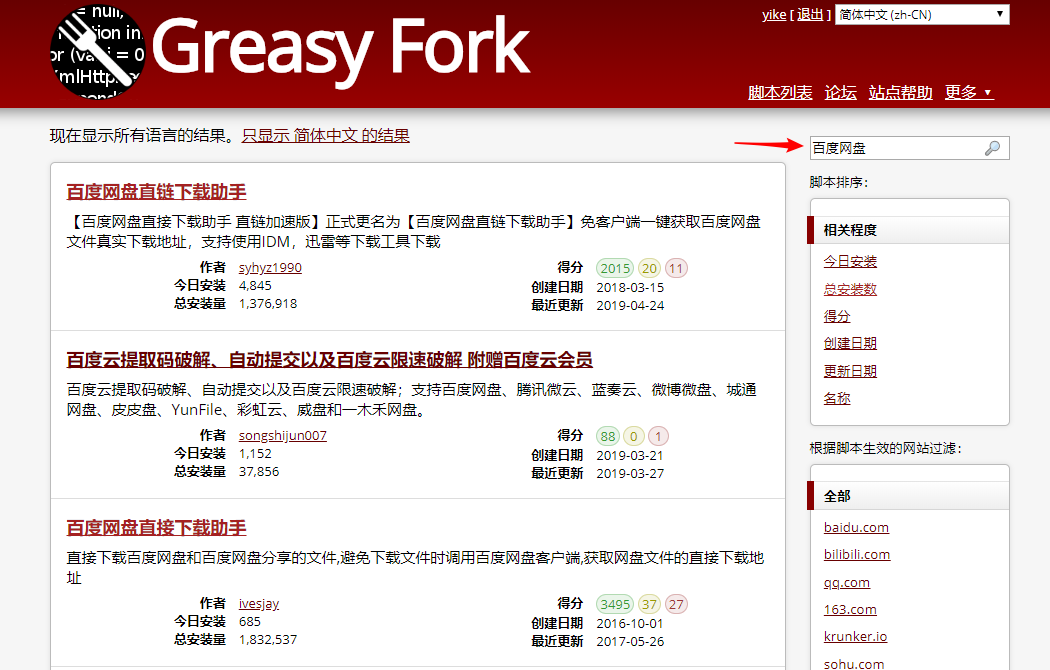 = null,
ction in
or (var i = 0
Greasy Fork
yike [ 退出 ] 简体中文 (zh-CN)
脚本列表 论坛 站点帮助 更多
现在显示所有语言的结果。只显示 简体中文 的结果
百度网盘直链下载助手
【百度网盘直接下载助手 直链加速版】正式更名为【百度网盘直链下载助手】免客户端一键获取百度网盘
文件真实下载地址，支持使用IDM，迅雷等下载工具下载
作者 syhyz1990 得分 2015 20 11
今日安装 4,845 创建日期 2018-03-15
总安装量 1,376,918 最近更新 2019-04-24
百度云提取码破解、自动提交以及百度云限速破解 附赠百度云会员
百度云提取码破解、自动提交以及百度云限速破解；支持百度网盘、腾讯微云、蓝奏云、微博微盘、城通
网盘、皮皮盘、YunFile、彩虹云、威盘和一木禾网盘。
作者 songshijun007 得分 88 0 1
今日安装 1,152 创建日期 2019-03-21
总安装量 37,856 最近更新 2019-03-27
百度网盘直接下载助手
直接下载百度网盘和百度网盘分享的文件,避免下载文件时调用百度网盘客户端,获取网盘文件的直接下载地
址
作者 ivesjay 得分 3495 37 27
今日安装 685 创建日期 2016-10-01
总安装量 1,832,537 最近更新 2017-05-26
百度网盘
脚本排序：
相关程度
今日安装
总安装数
得分
创建日期
更新日期
名称
根据脚本生效的网站过滤：
全部
baidu.com
bilibili.com
qq.com
163.com
krunker.io
sohu.com